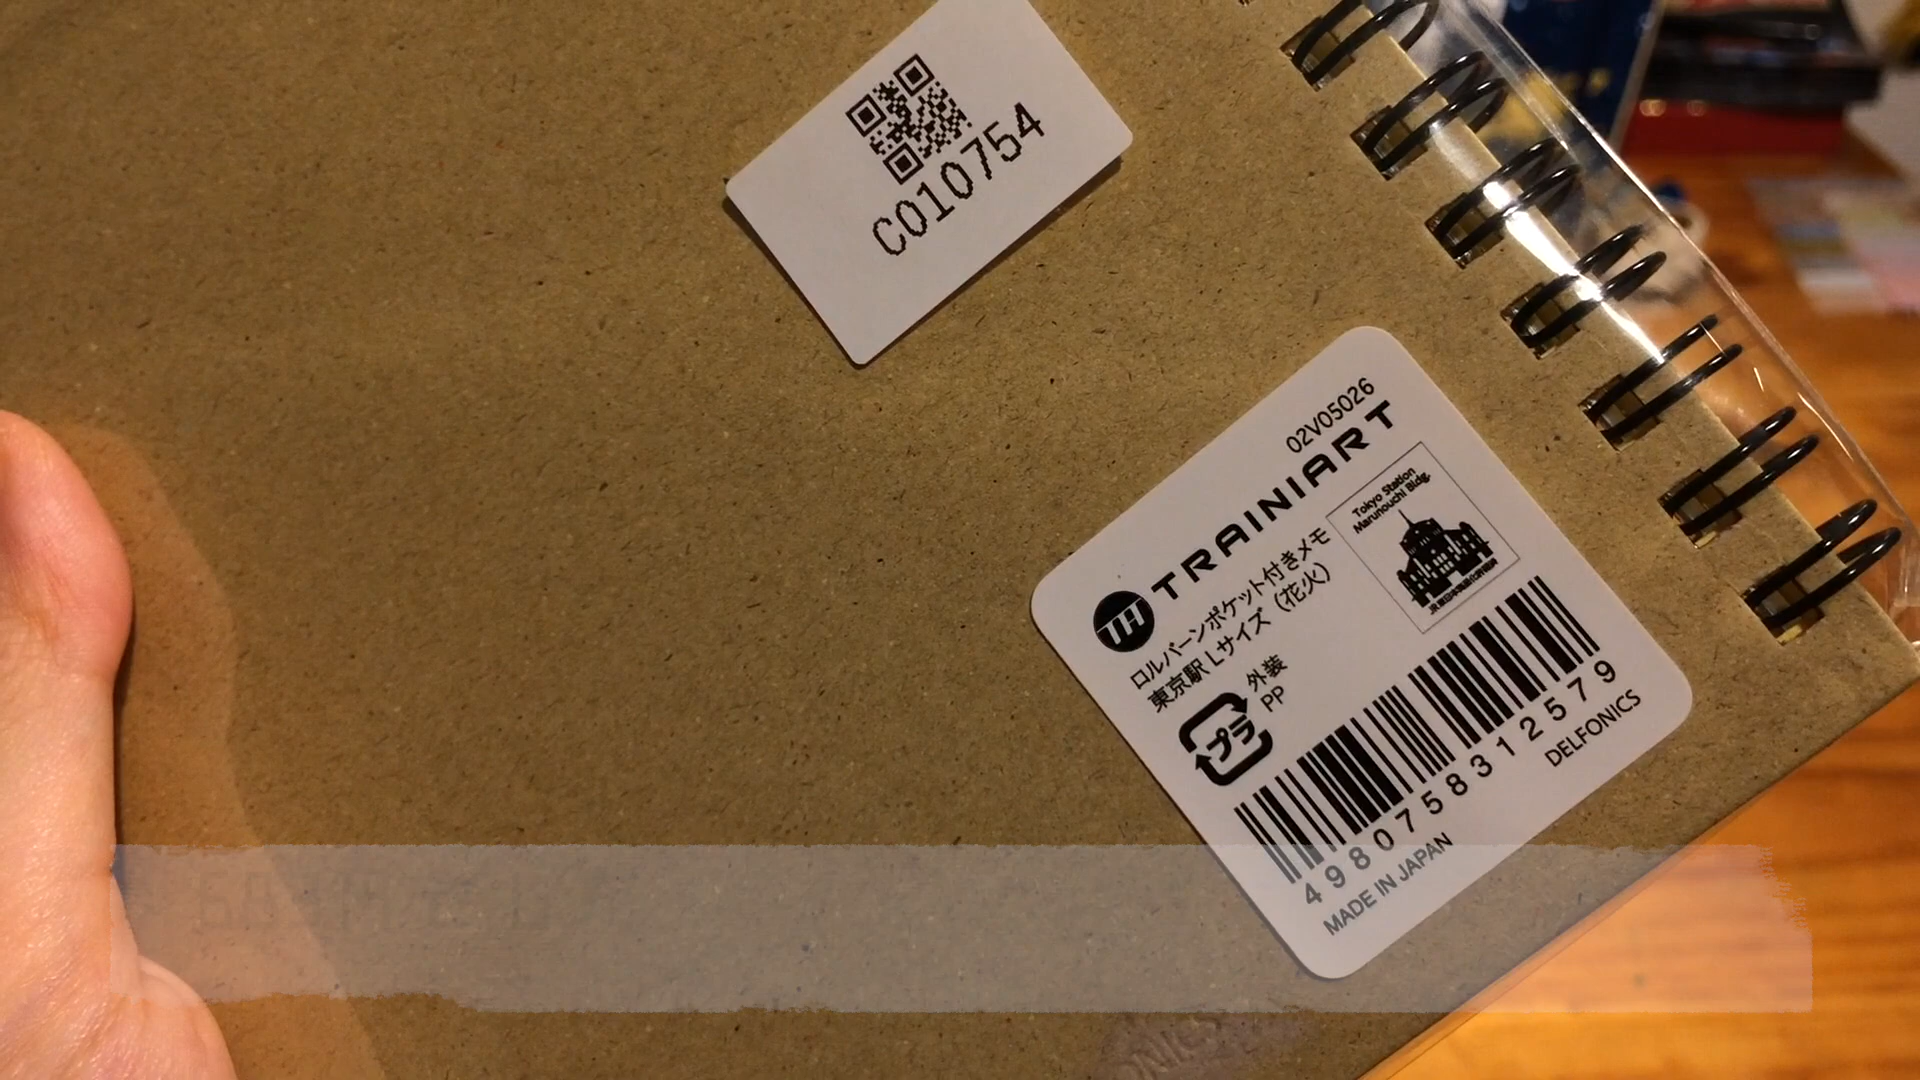 C010754
02V05026
TRAINIART
ロルバーンポケット付きメモ
東京駅 Lサイズ（花火）
Tokyo Station
Marunouchi Bldg.
外装
PP
プラ
4980758312579
DELFONICS
MADE IN JAPAN